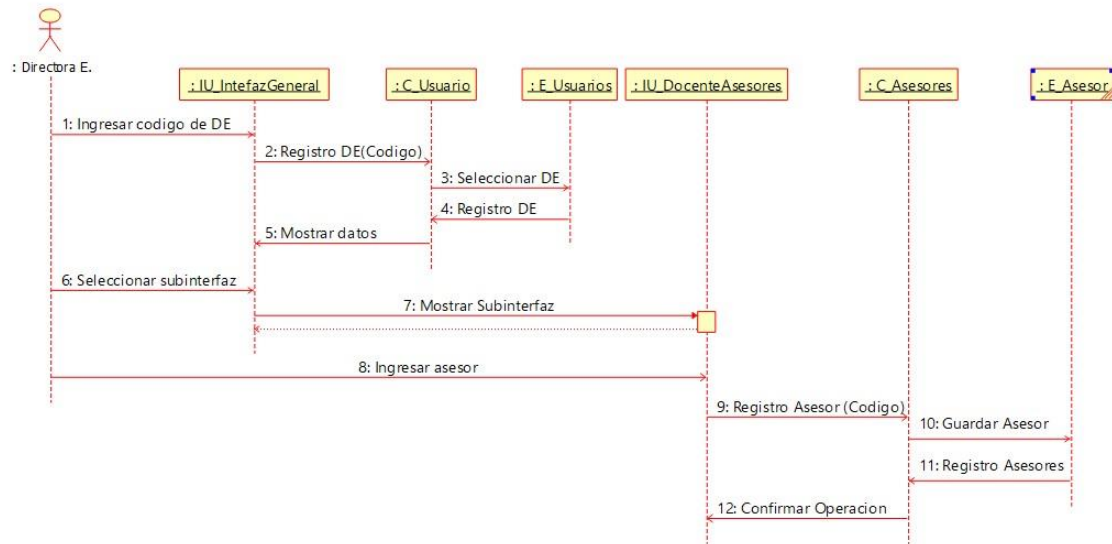 : Directora E.
: IU_IntefazGeneral
: C_Usuario
: E_Usuarios
: IU_DocenteAsesores
: C_Asesores
: E_Asesor
1: Ingresar codigo de DE
2: Registro DE(Codigo)
3: Seleccionar DE
4: Registro DE
5: Mostrar datos
6: Seleccionar subinterfaz
7: Mostrar Subinterfaz
8: Ingresar asesor
9: Registro Asesor (Codigo)
10: Guardar Asesor
11: Registro Asesores
12: Confirmar Operacion